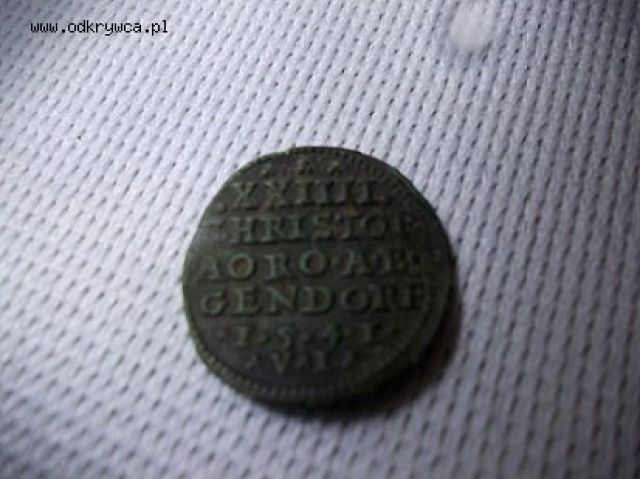 www.odkrywca.pl
XXIIII
CHRISTOF
AORO·A·B
GENDORF
1·5·4·1
·V·I·